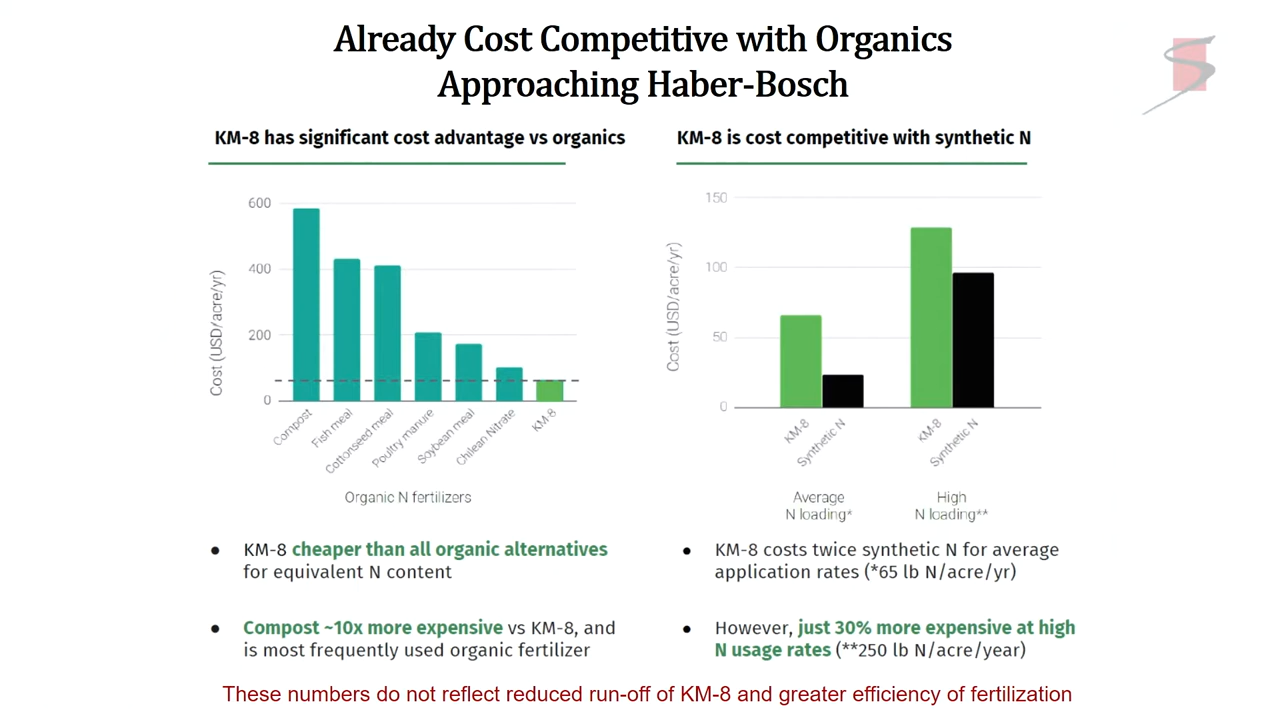 Already Cost Competitive with Organics
Approaching Haber-Bosch
KM-8 has significant cost advantage vs organics
600
400
200
0
Cost (USD/acre/yr)
Compost
Fish meal
Cottonseed meal
Poultry manure
Soybean meal
Chilean Nitrate
KM-8
Organic N fertilizers
● KM-8 cheaper than all organic alternatives
for equivalent N content
● Compost ~10x more expensive vs KM-8, and
is most frequently used organic fertilizer
KM-8 is cost competitive with synthetic N
150
100
50
0
Cost (USD/acre/yr)
KM-8
Synthetic N
KM-8
Synthetic N
Average
N loading*
High
N loading**
● KM-8 costs twice synthetic N for average
application rates (*65 lb N/acre/yr)
● However, just 30% more expensive at high
N usage rates (**250 lb N/acre/year)
These numbers do not reflect reduced run-off of KM-8 and greater efficiency of fertilization